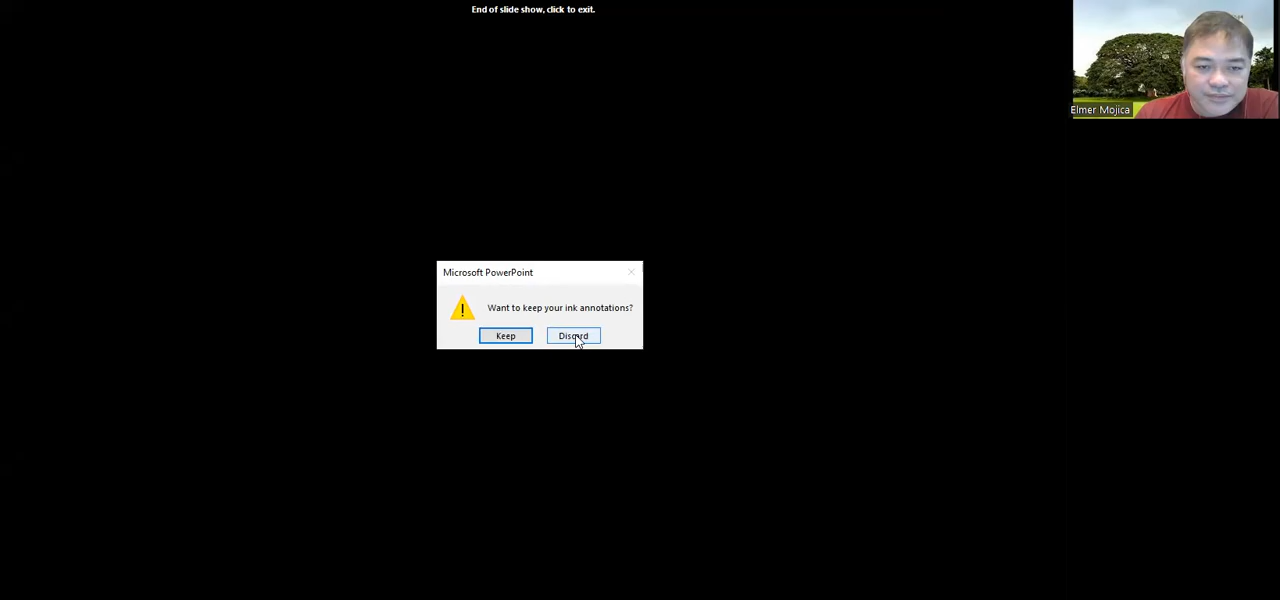 End of slide show, click to exit.
Elmer Mojica
Microsoft PowerPoint
Want to keep your ink annotations?
Keep
Discard